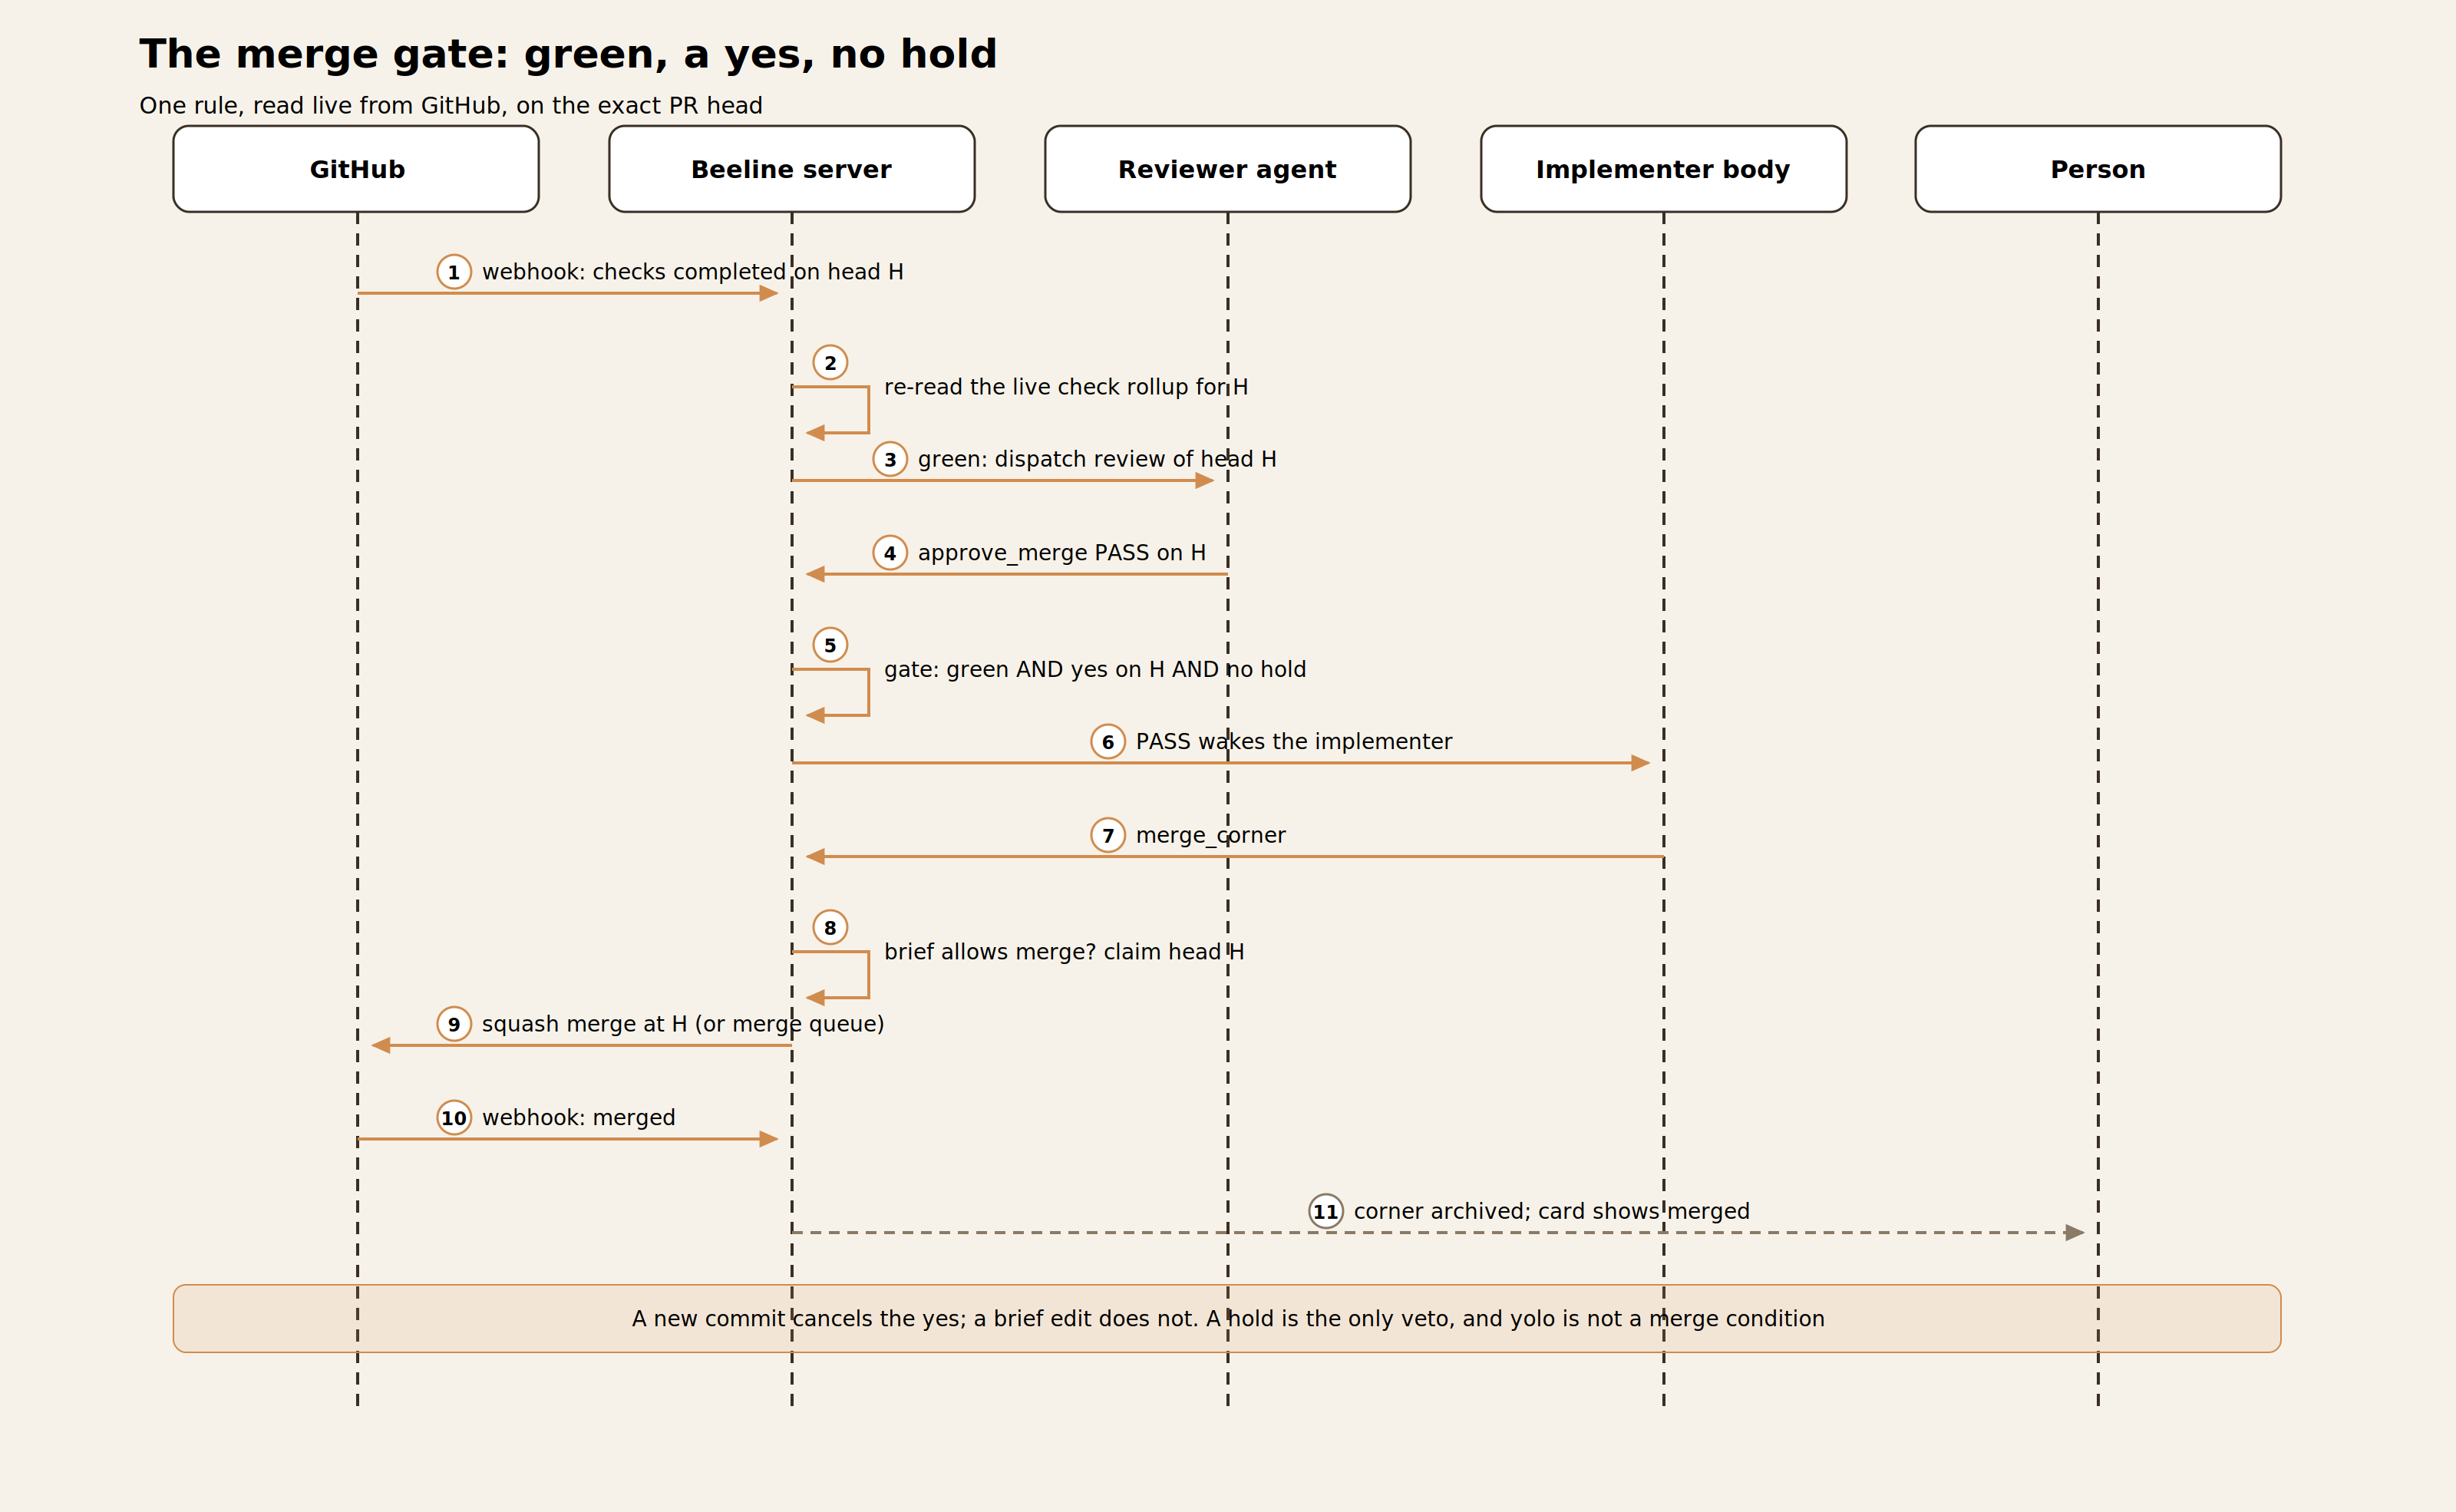 The merge gate: green, a yes, no hold
One rule, read live from GitHub, on the exact PR head
GitHub
Beeline server
Reviewer agent
Implementer body
Person
1 webhook: checks completed on head H
2
re-read the live check rollup for H
3 green: dispatch review of head H
4 approve_merge PASS on H
5
gate: green AND yes on H AND no hold
6 PASS wakes the implementer
7 merge_corner
8
brief allows merge? claim head H
9 squash merge at H (or merge queue)
10 webhook: merged
11 corner archived; card shows merged
A new commit cancels the yes; a brief edit does not. A hold is the only veto, and yolo is not a merge condition